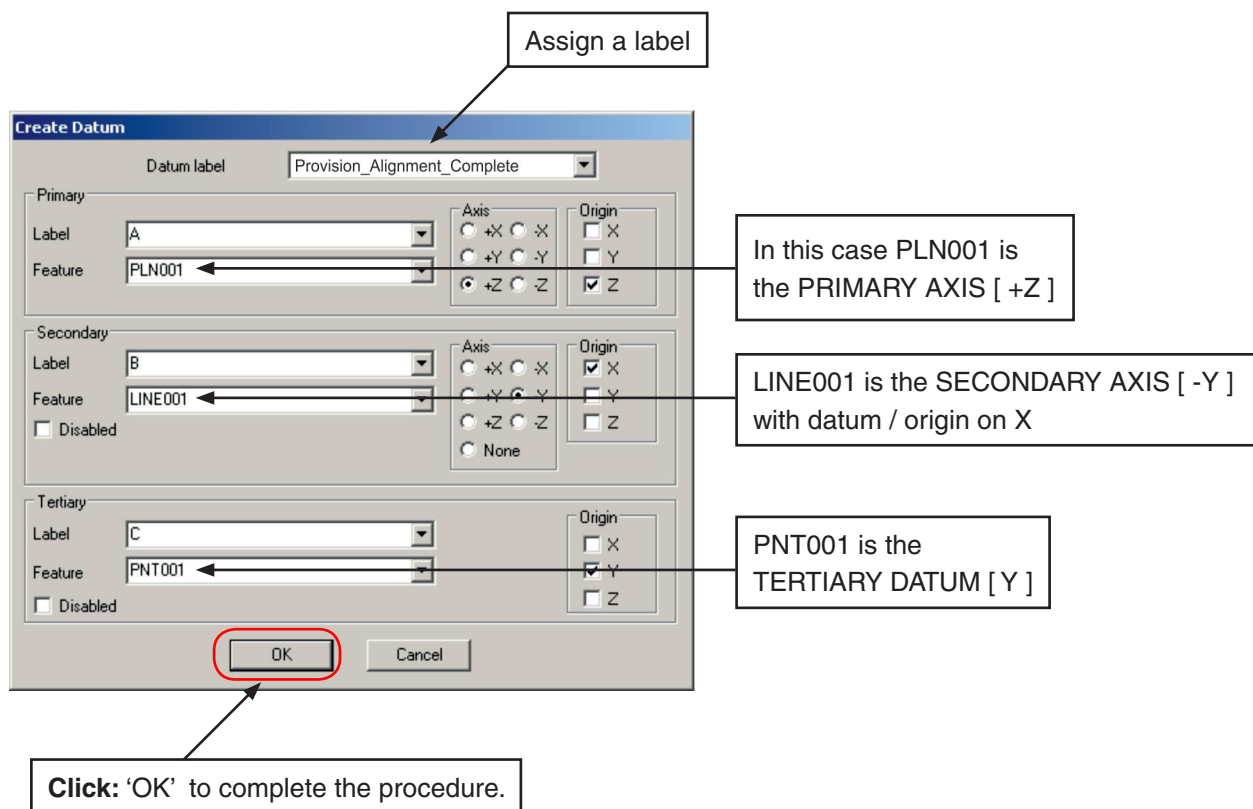 Assign a label
Create Datum
Datum label Provision_Alignment_Complete
Primary
Label A
Feature PLN001
Axis
+X -X
+Y -Y
+Z -Z
Origin
X
Y
Z
In this case PLN001 is
the PRIMARY AXIS [ +Z ]
Secondary
Label B
Feature LINE001
Disabled
Axis
+X -X
+Y -Y
+Z -Z
None
Origin
X
Y
Z
LINE001 is the SECONDARY AXIS [ -Y ]
with datum / origin on X
Tertiary
Label C
Feature PNT001
Disabled
Origin
X
Y
Z
PNT001 is the
TERTIARY DATUM [ Y ]
OK Cancel
Click: ‘OK’ to complete the procedure.